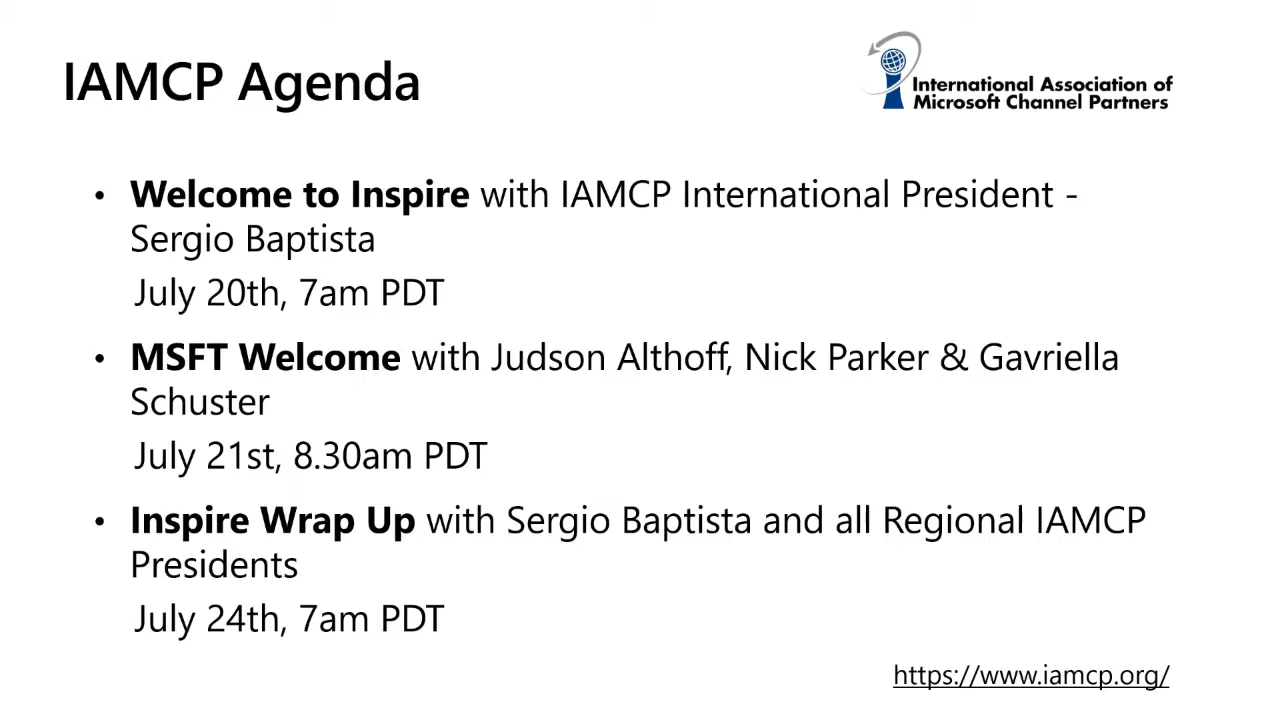 IAMCP Agenda
International Association of
Microsoft Channel Partners
• Welcome to Inspire with IAMCP International President -
Sergio Baptista
July 20th, 7am PDT
• MSFT Welcome with Judson Althoff, Nick Parker & Gavriella
Schuster
July 21st, 8.30am PDT
• Inspire Wrap Up with Sergio Baptista and all Regional IAMCP
Presidents
July 24th, 7am PDT
https://www.iamcp.org/